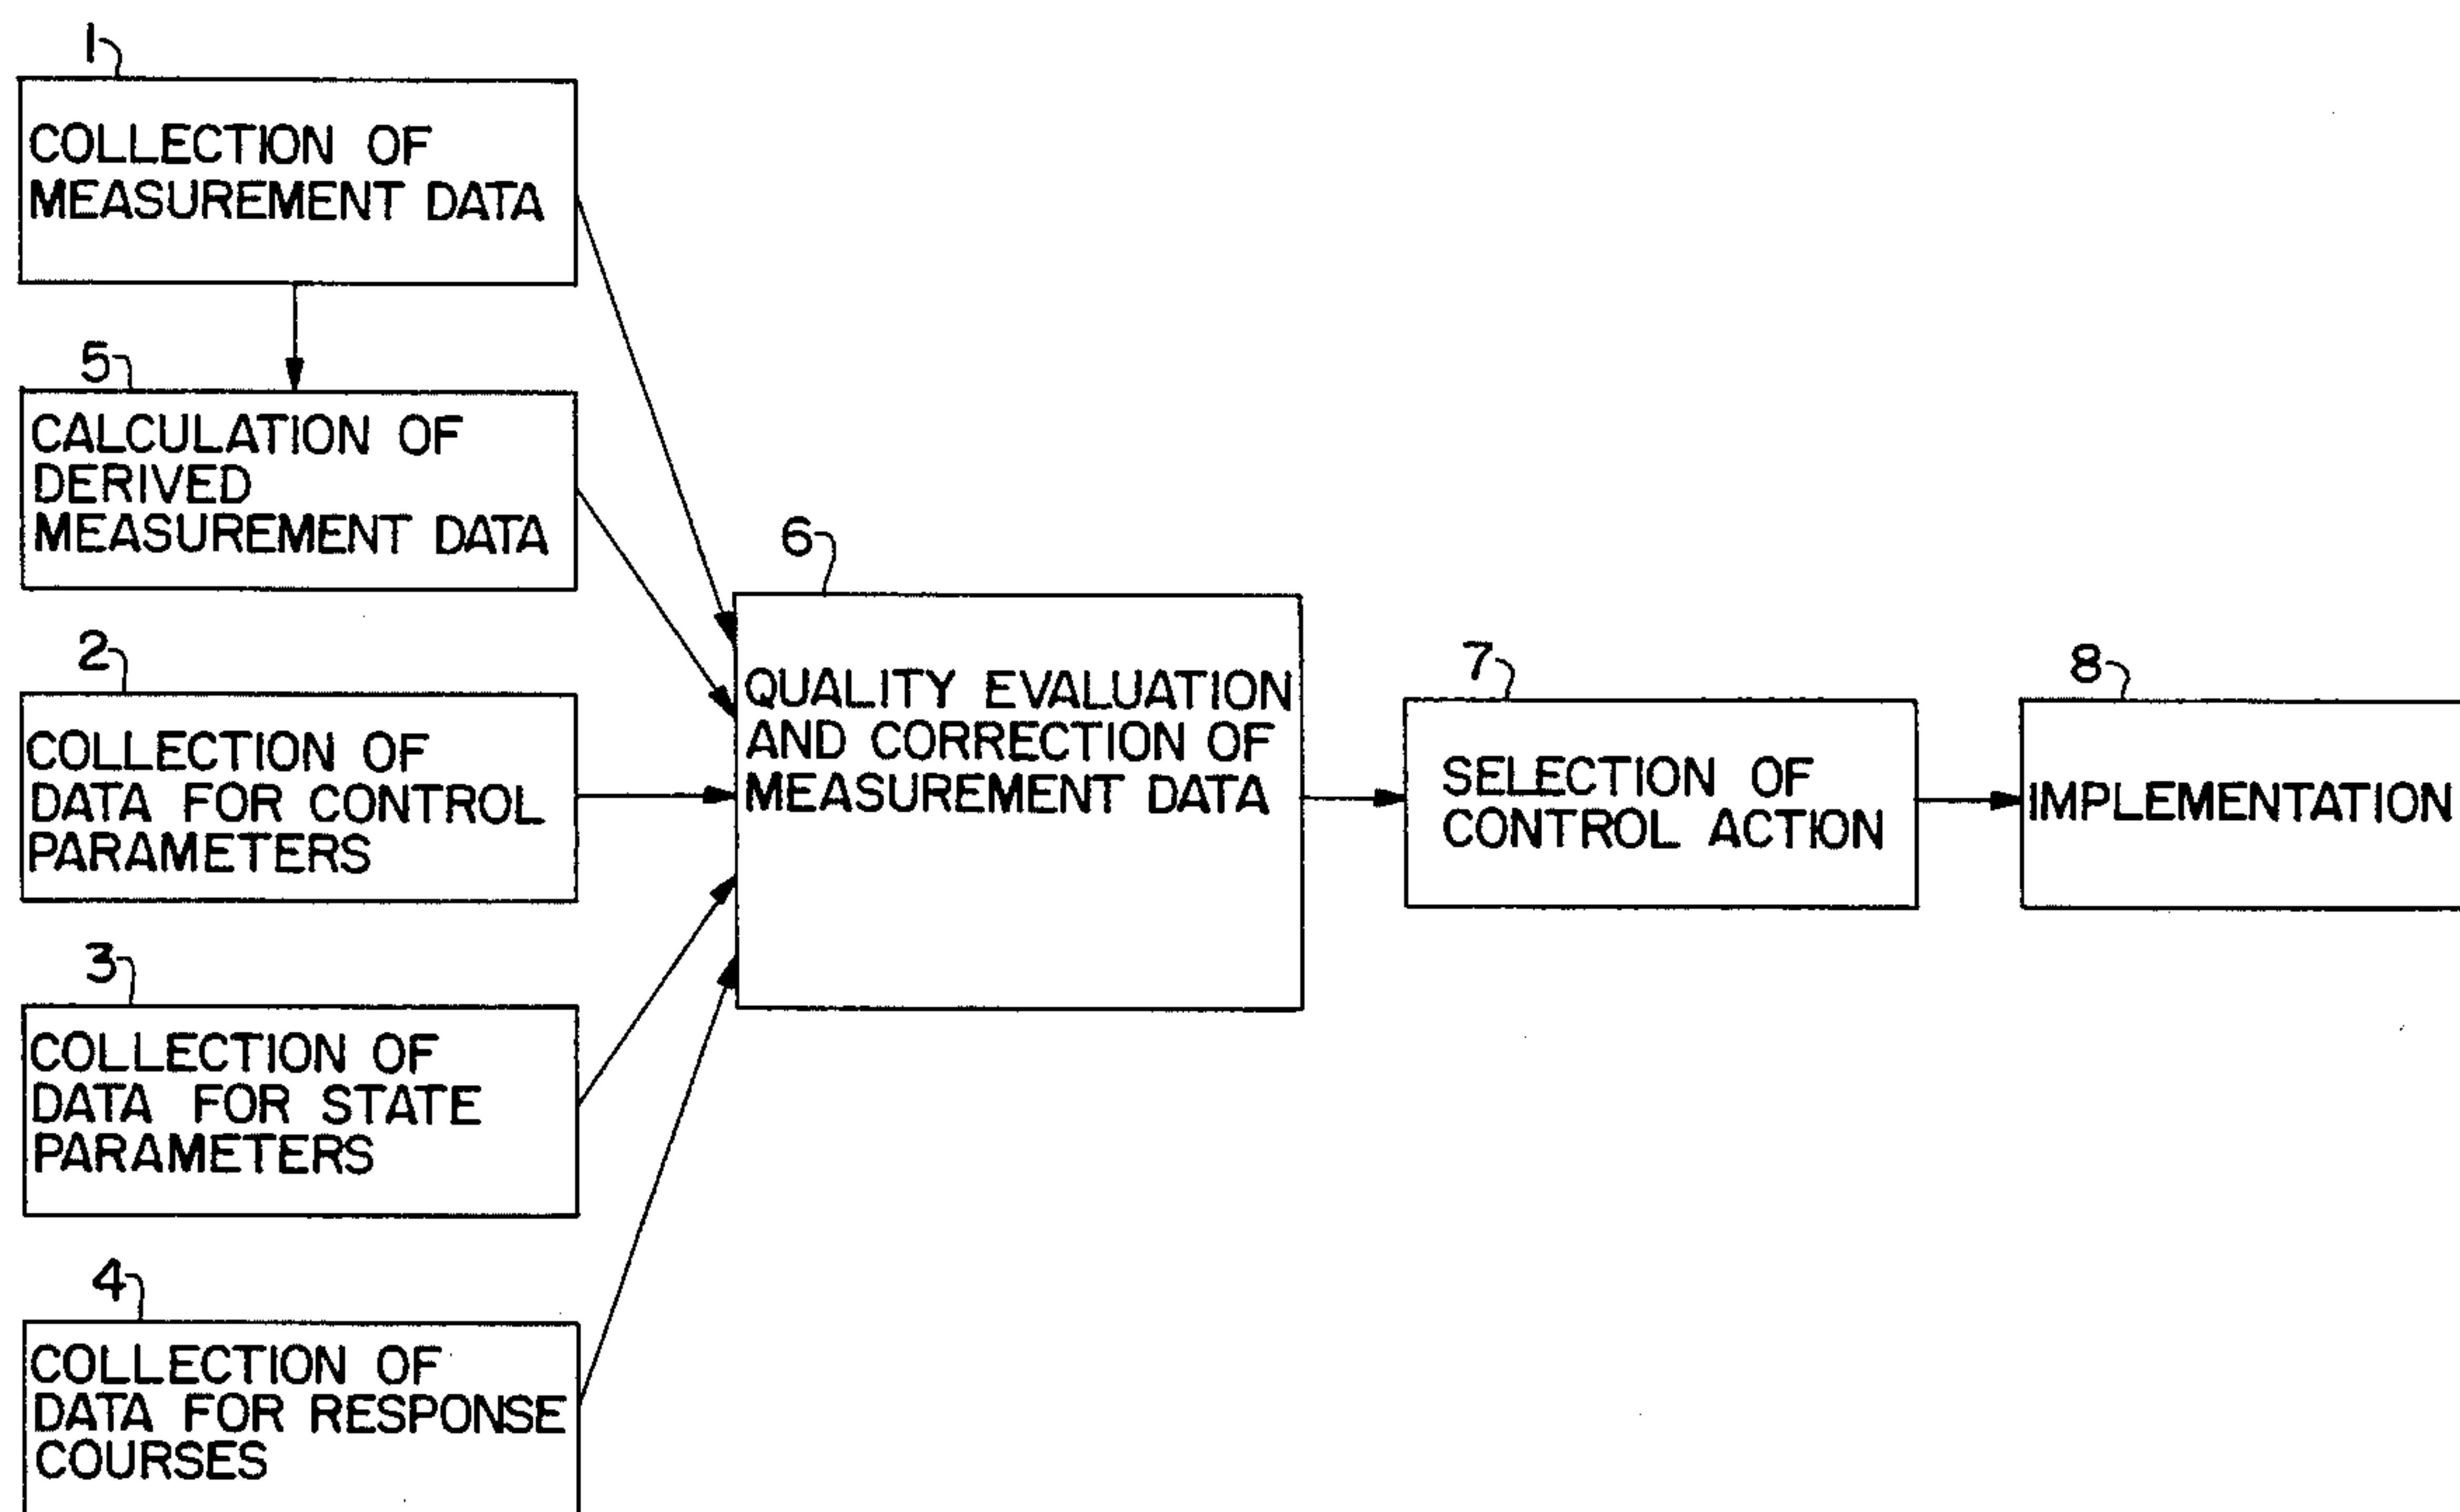 1
COLLECTION OF
MEASUREMENT DATA
5
CALCULATION OF
DERIVED
MEASUREMENT DATA
2
COLLECTION OF
DATA FOR CONTROL
PARAMETERS
3
COLLECTION OF
DATA FOR STATE
PARAMETERS
4
COLLECTION OF
DATA FOR RESPONSE
COURSES
6
QUALITY EVALUATION
AND CORRECTION OF
MEASUREMENT DATA
7
SELECTION OF
CONTROL ACTION
8
IMPLEMENTATION